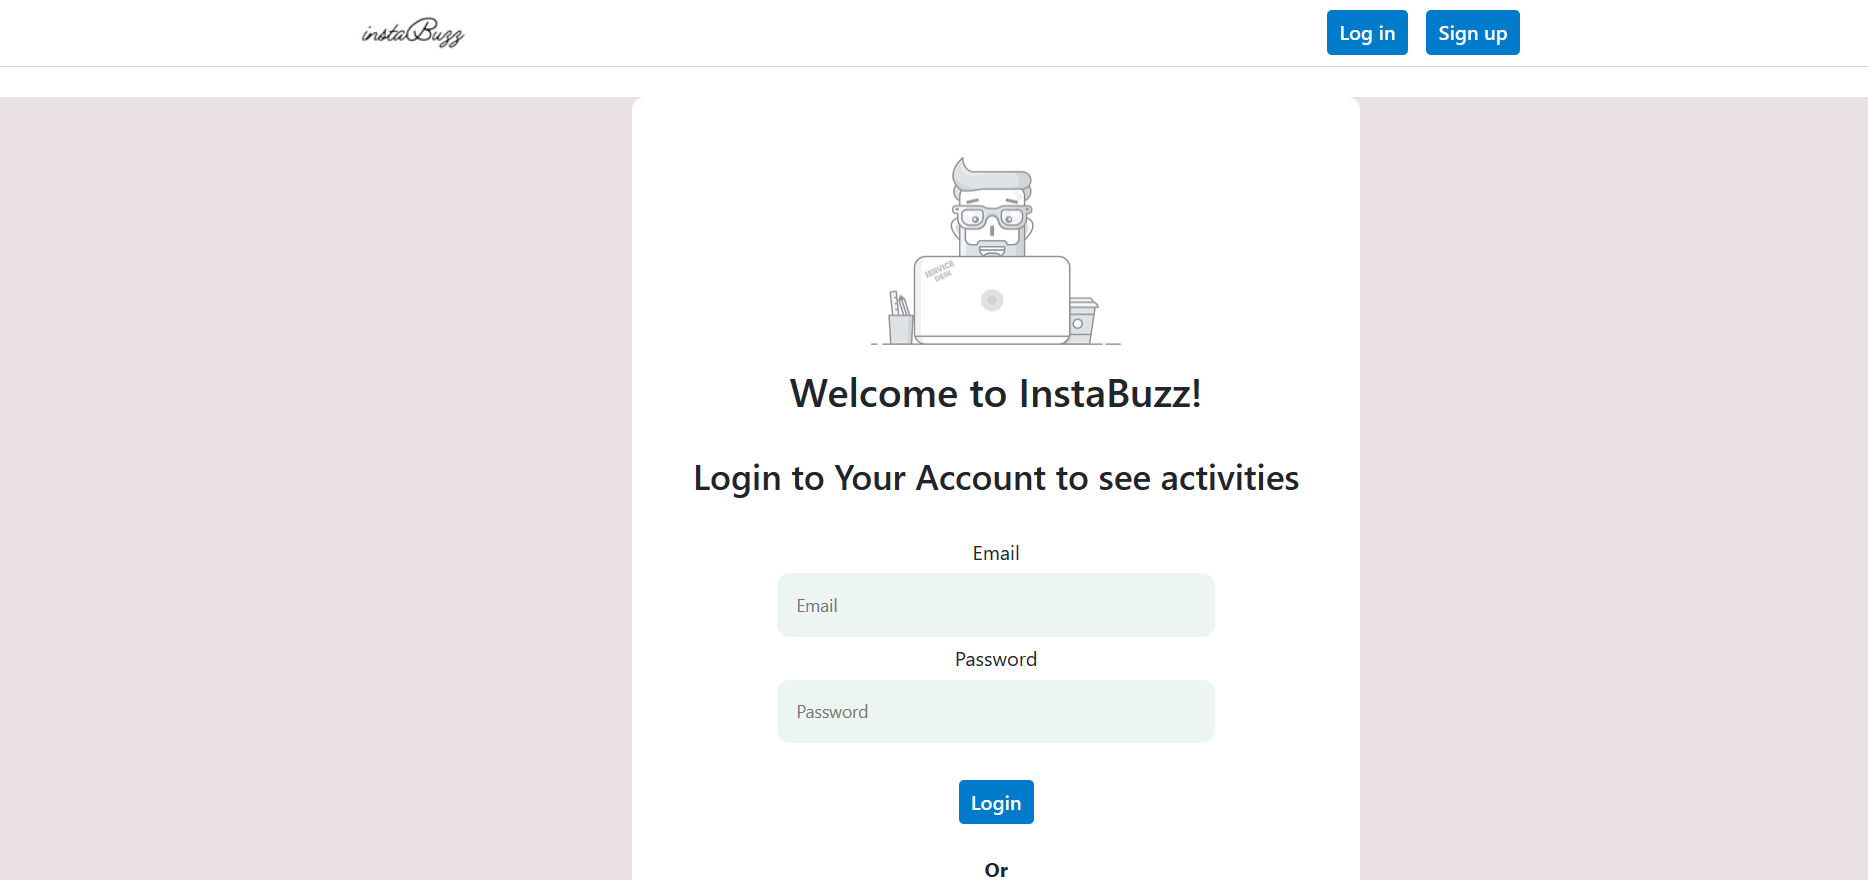 instaBuzz
Log in
Sign up
SERVICE
DESK
Welcome to InstaBuzz!
Login to Your Account to see activities
Email
Email
Password
Password
Login
Or